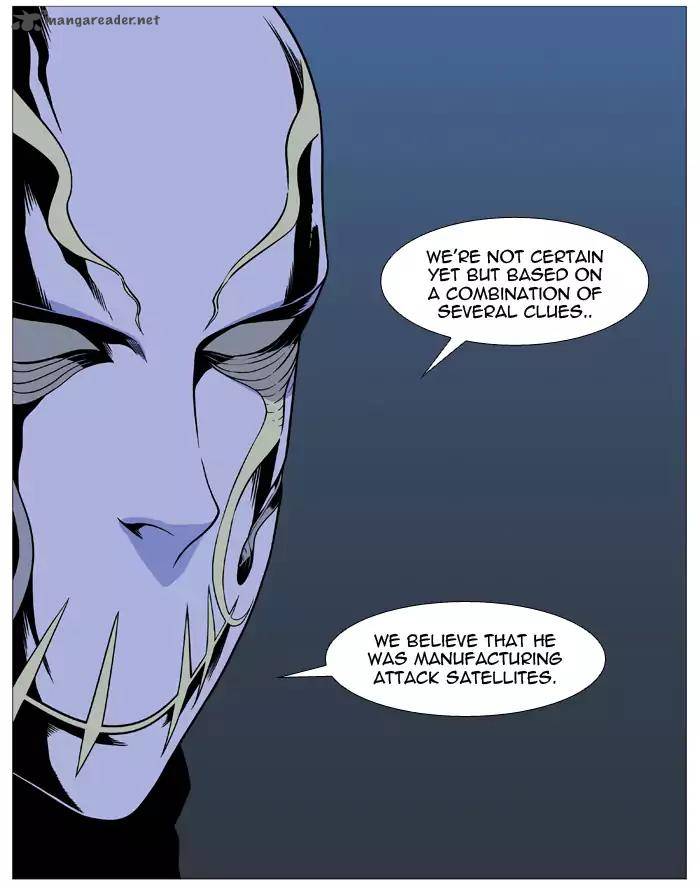 mangareader.net
WE'RE NOT CERTAIN
YET BUT BASED ON
A COMBINATION OF
SEVERAL CLUES..
WE BELIEVE THAT HE
WAS MANUFACTURING
ATTACK SATELLITES.